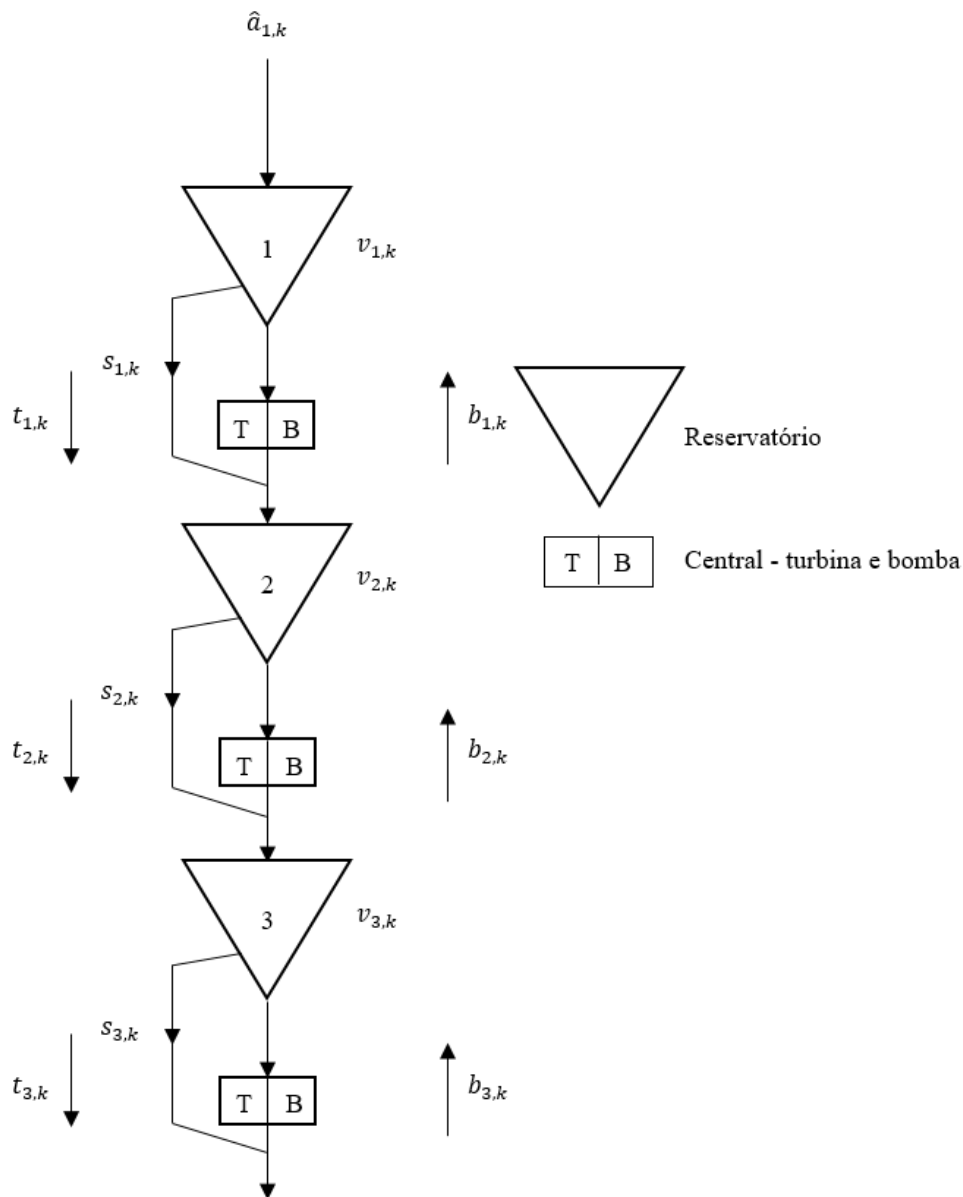 â₁,ₖ
1
v₁,ₖ
s₁,ₖ
t₁,ₖ
T B
b₁,ₖ
Reservatório
2
v₂,ₖ
T B
Central - turbina e bomba
s₂,ₖ
t₂,ₖ
T B
b₂,ₖ
3
v₃,ₖ
s₃,ₖ
t₃,ₖ
T B
b₃,ₖ